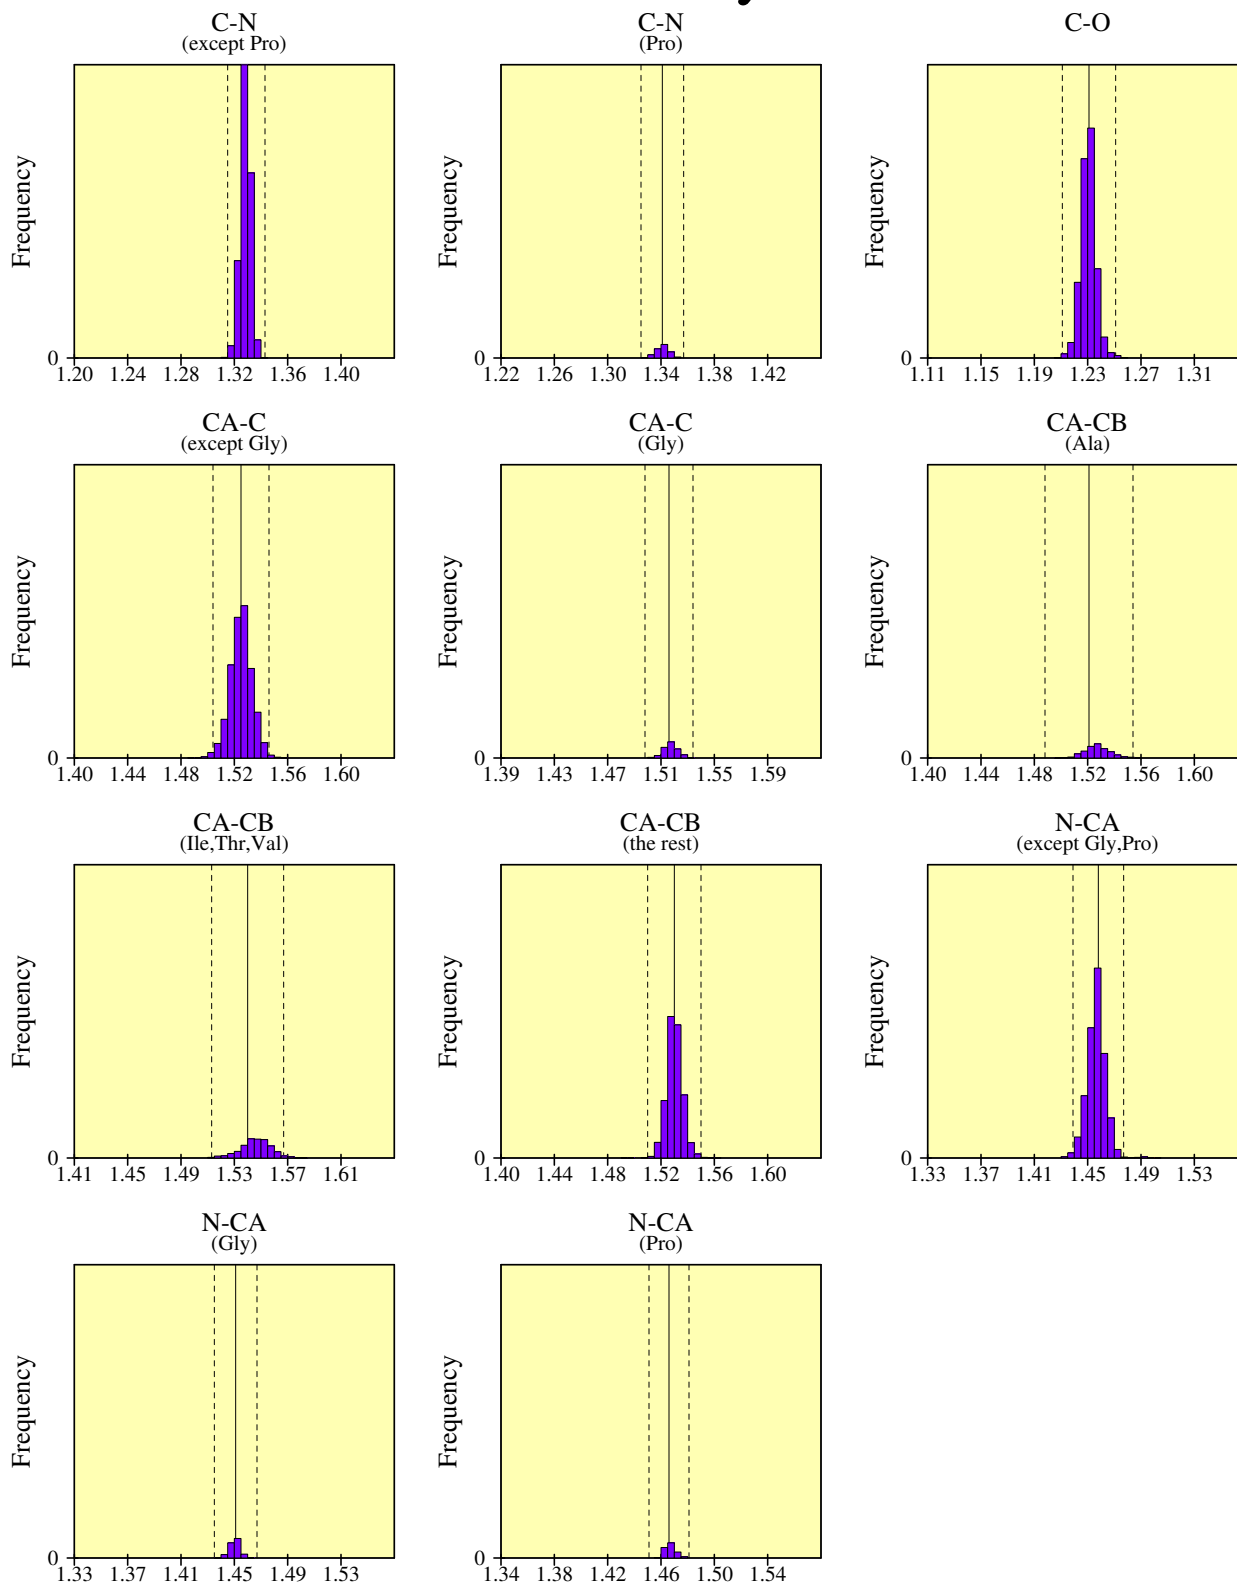 C-N
(except Pro)
Frequency
0
1.20 1.24 1.28 1.32 1.36 1.40
C-N
(Pro)
Frequency
0
1.22 1.26 1.30 1.34 1.38 1.42
C-O
Frequency
0
1.11 1.15 1.19 1.23 1.27 1.31
CA-C
(except Gly)
Frequency
0
1.40 1.44 1.48 1.52 1.56 1.60
CA-C
(Gly)
Frequency
0
1.39 1.43 1.47 1.51 1.55 1.59
CA-CB
(Ala)
Frequency
0
1.40 1.44 1.48 1.52 1.56 1.60
CA-CB
(Ile,Thr,Val)
Frequency
0
1.41 1.45 1.49 1.53 1.57 1.61
CA-CB
(the rest)
Frequency
0
1.40 1.44 1.48 1.52 1.56 1.60
N-CA
(except Gly,Pro)
Frequency
0
1.33 1.37 1.41 1.45 1.49 1.53
N-CA
(Gly)
Frequency
0
1.33 1.37 1.41 1.45 1.49 1.53
N-CA
(Pro)
Frequency
0
1.34 1.38 1.42 1.46 1.50 1.54